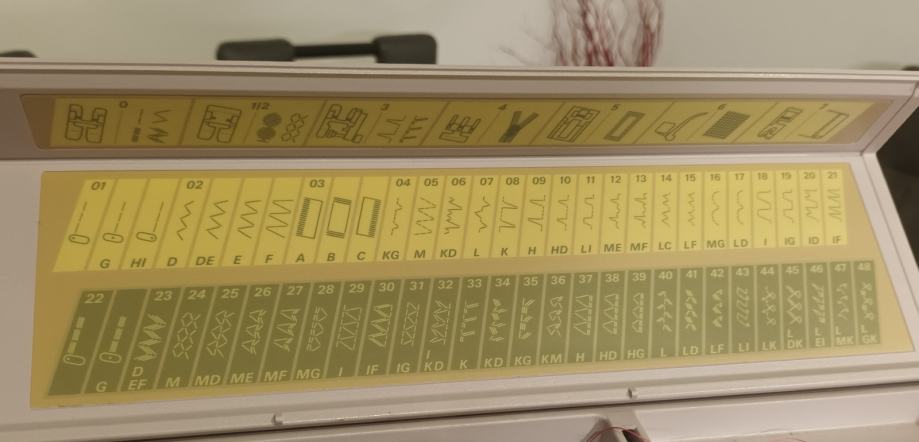 0 1/2 3 4 5 6 7
01 02 03 04 05 06 07 08 09 10 11 12 13 14 15 16 17 18 19 20 21
G HI D DE E F A B C KG M KD L K H HD LI ME MF LC LF MG LD I IG ID IF
22 23 24 25 26 27 28 29 30 31 32 33 34 35 36 37 38 39 40 41 42 43 44 45 46 47 48
D I L L L L
G EF M MD ME MF MG I IF IG KD K KD KG KM H HD HG L LD LF LI LK DK EI MK GK